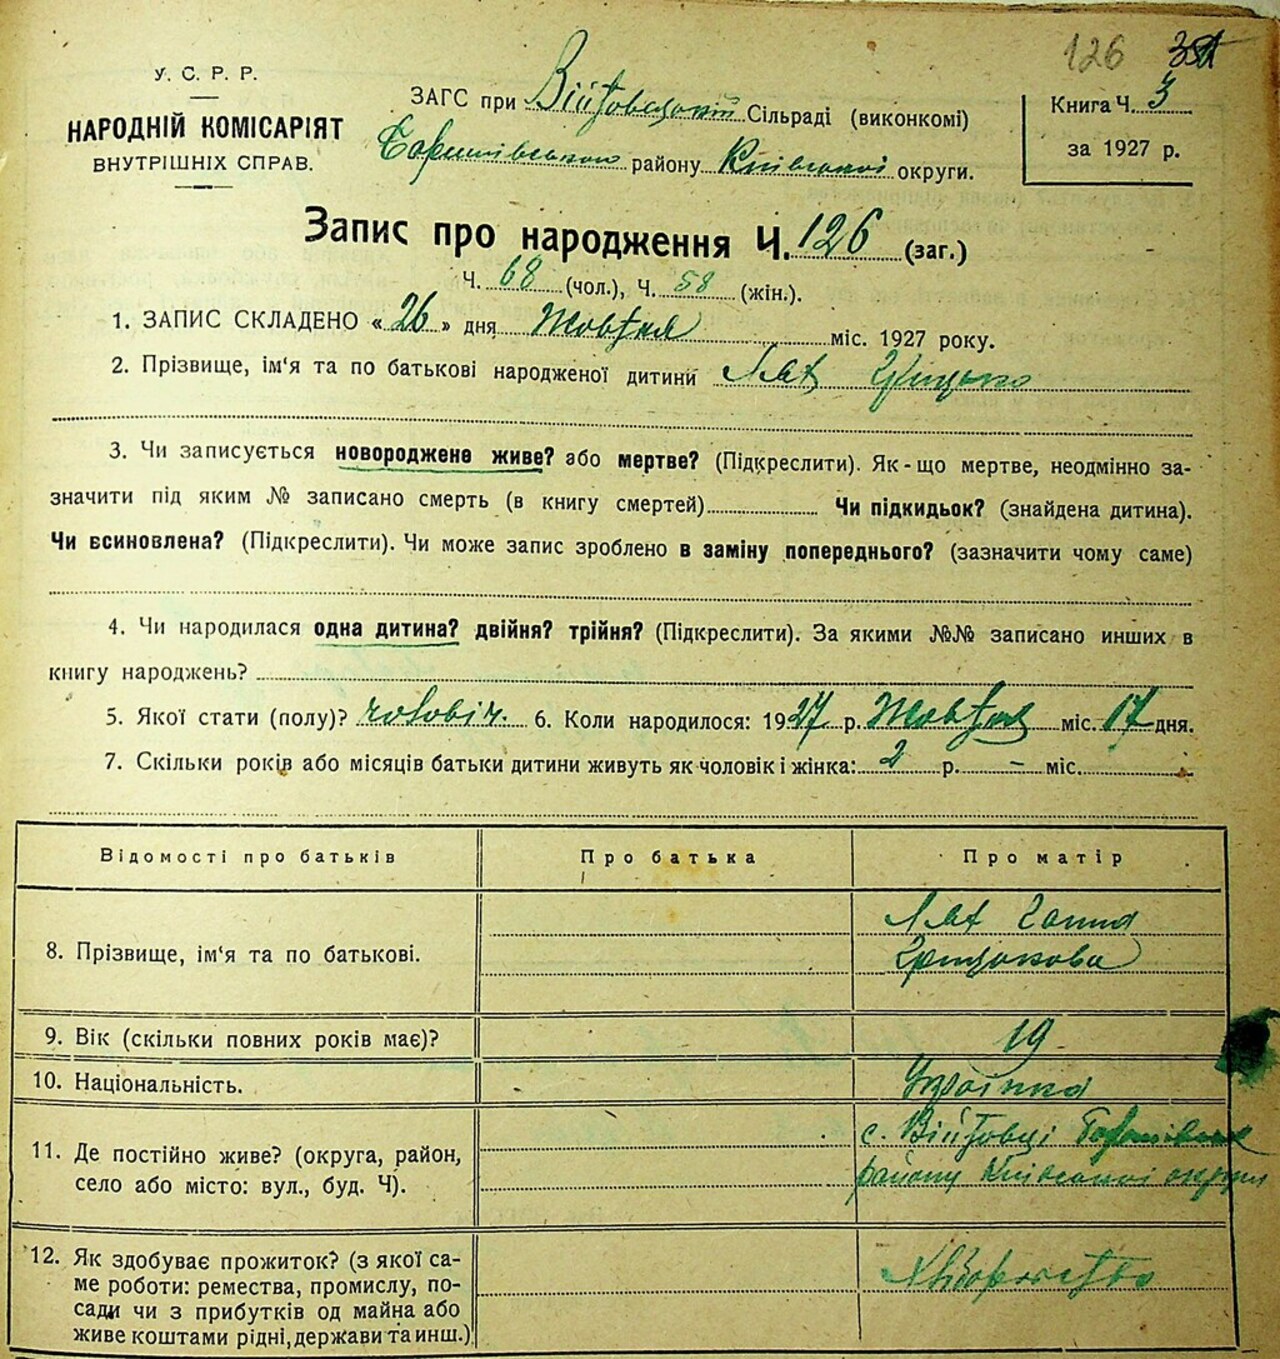 126
У. С. Р. Р.
НАРОДНІЙ КОМІСАРІЯТ
ВНУТРІШНІХ СПРАВ.
ЗАГС при Війтовецькій Сільраді (виконкомі)
Баришівського району Київської округи.
Книга Ч. 3
за 1927 р.
Запис про народження Ч. 126 (заг.)
Ч. 68 (чол.), Ч. 58 (жін.).
1. ЗАПИС СКЛАДЕНО « 26 » дня Жовтня міс. 1927 року.
2. Прізвище, ім'я та по батькові народженої дитини Лях Грицько
3. Чи записується новороджене живе? або мертве? (Підкреслити). Як-що мертве, неодмінно за-
значити під яким № записано смерть (в книгу смертей) Чи підкидьок? (знайдена дитина).
Чи всиновлена? (Підкреслити). Чи може запис зроблено в заміну попереднього? (зазначити чому саме)
4. Чи народилася одна дитина? двійня? трійня? (Підкреслити). За якими №№ записано инших в
книгу народжень?
5. Якої стати (полу)? чоловіч. 6. Коли народилося: 1927 р. Жовтня міс. 17 дня.
7. Скільки років або місяців батьки дитини живуть як чоловік і жінка: 2 р. – міс.
Відомості про батьків Про батька Про матір
8. Прізвище, ім'я та по батькові. Лях Ганна
Грицькова
9. Вік (скільки повних років має)? 19
10. Національність. Українка
11. Де постійно живе? (округа, район,
село або місто: вул., буд. Ч).
с. Війтовці
району Київської округи
12. Як здобуває прожиток? (з якої са-
ме роботи: ремества, промислу, по-
сади чи з прибутків од майна або
живе коштами рідні, держави та инш.)
Хліборобство